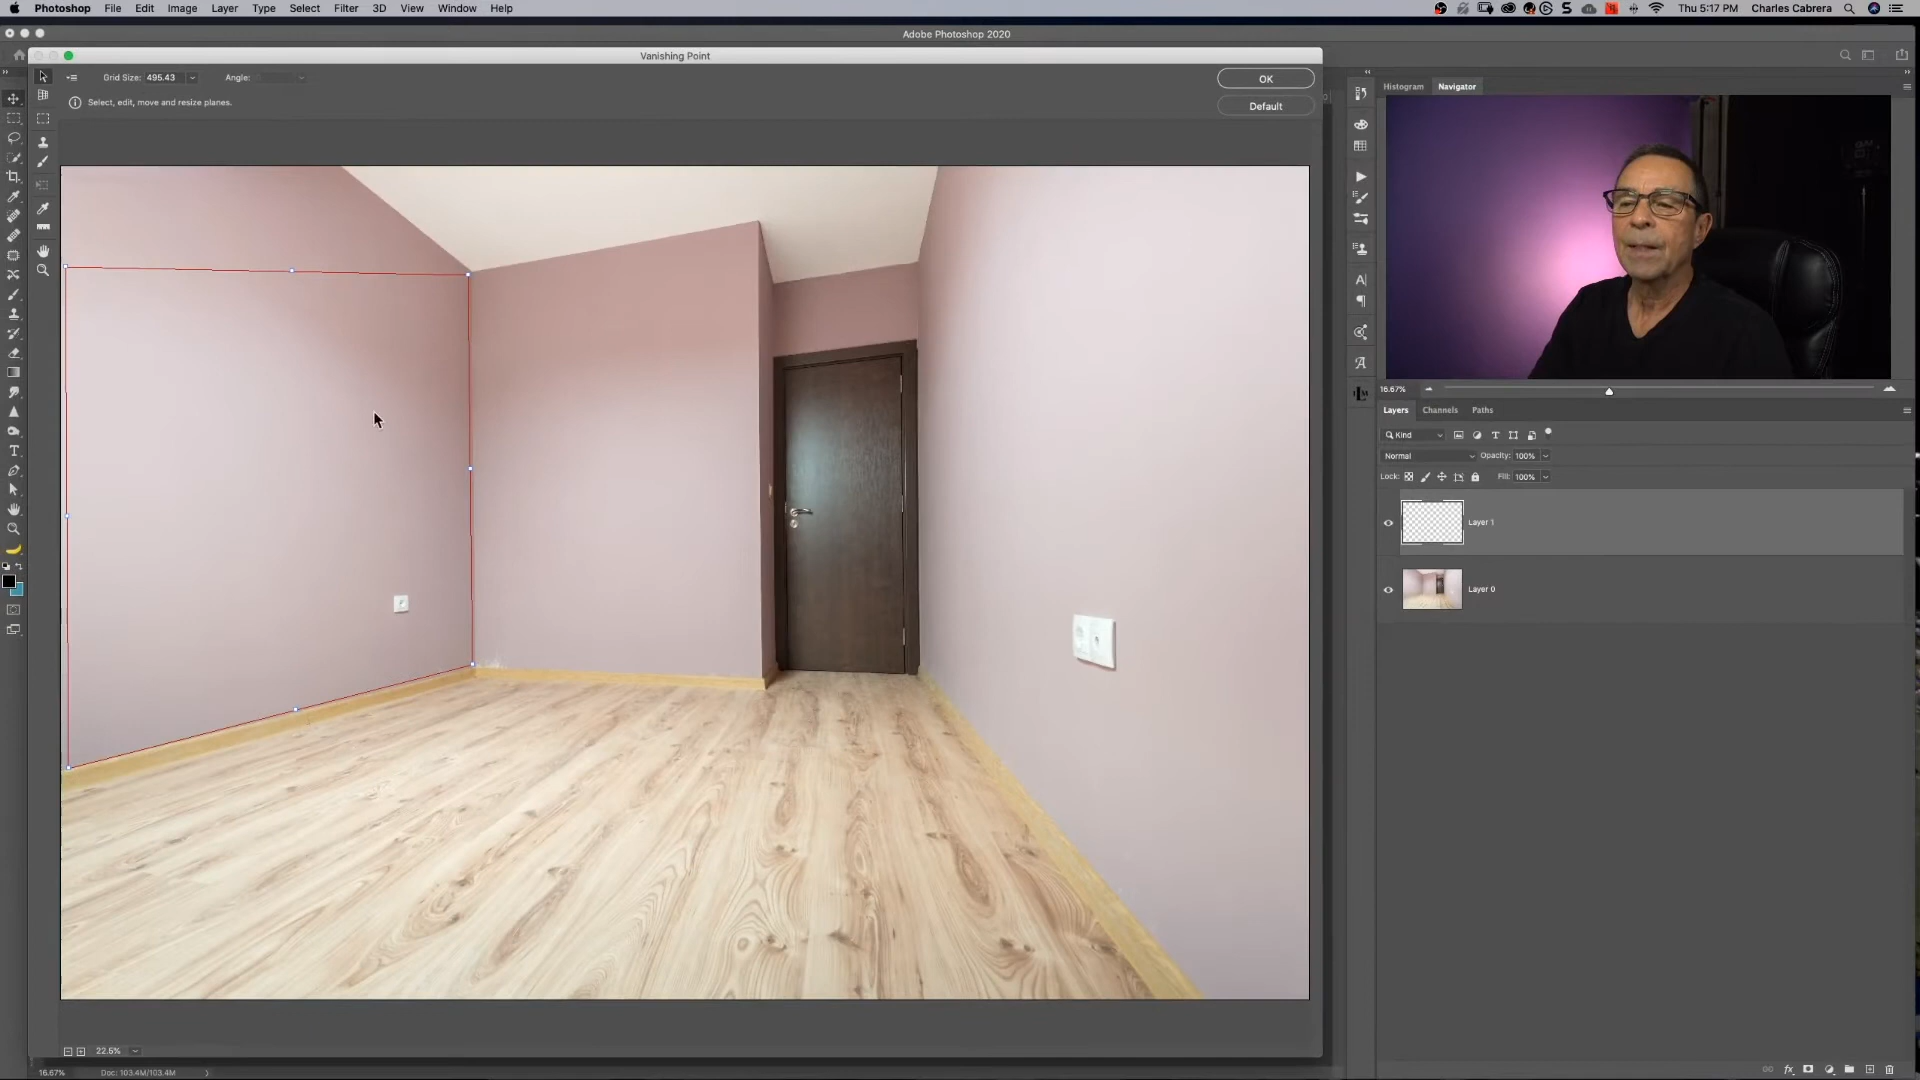 Photoshop File Edit Image Layer Type Select Filter 3D View Window Help Thu 5:17 PM Charles Cabrera
Adobe Photoshop 2020
Vanishing Point
Grid Size: 495.43 Angle: OK
Select, edit, move and resize planes. Default
Histogram Navigator
16.67%
Layers Channels Paths
Kind
Normal Opacity: 100%
Lock: Fill: 100%
Layer 1
Layer 0
22.6%
16.67% Doc: 103.4M/103.4M